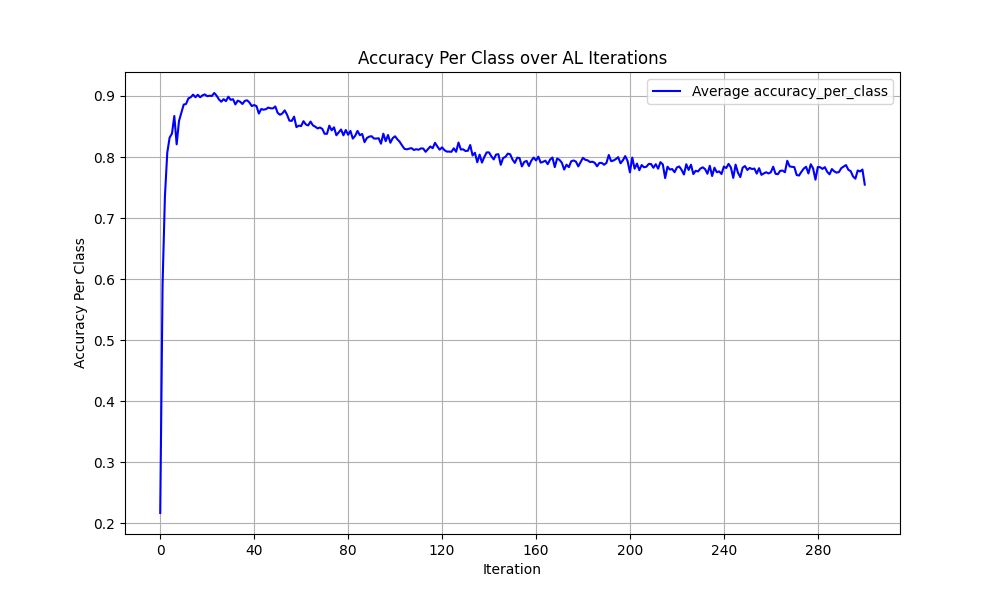 Accuracy Per Class over AL Iterations
Average accuracy_per_class
Accuracy Per Class
0.9
0.8
0.7
0.6
0.5
0.4
0.3
0.2
0 40 80 120 160 200 240 280
Iteration